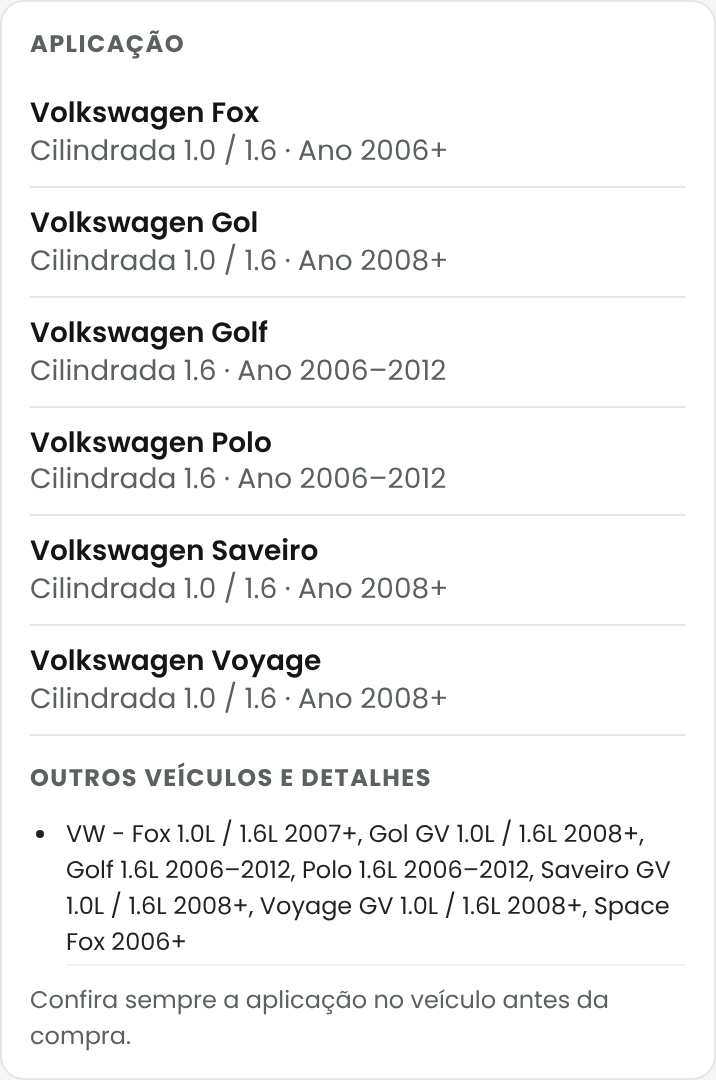 APLICAÇÃO
Volkswagen Fox
Cilindrada 1.0 / 1.6 · Ano 2006+
Volkswagen Gol
Cilindrada 1.0 / 1.6 · Ano 2008+
Volkswagen Golf
Cilindrada 1.6 · Ano 2006–2012
Volkswagen Polo
Cilindrada 1.6 · Ano 2006–2012
Volkswagen Saveiro
Cilindrada 1.0 / 1.6 · Ano 2008+
Volkswagen Voyage
Cilindrada 1.0 / 1.6 · Ano 2008+
OUTROS VEÍCULOS E DETALHES
• VW - Fox 1.0L / 1.6L 2007+, Gol GV 1.0L / 1.6L 2008+,
Golf 1.6L 2006–2012, Polo 1.6L 2006–2012, Saveiro GV
1.0L / 1.6L 2008+, Voyage GV 1.0L / 1.6L 2008+, Space
Fox 2006+
Confira sempre a aplicação no veículo antes da
compra.